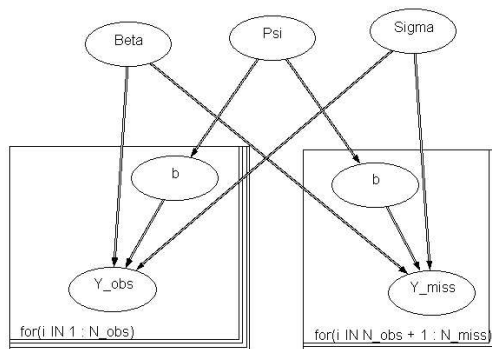 Beta
Psi
Sigma
b
b
Y_obs
Y_miss
for(i IN 1 : N_obs)
for(i IN N_obs + 1 : N_miss)